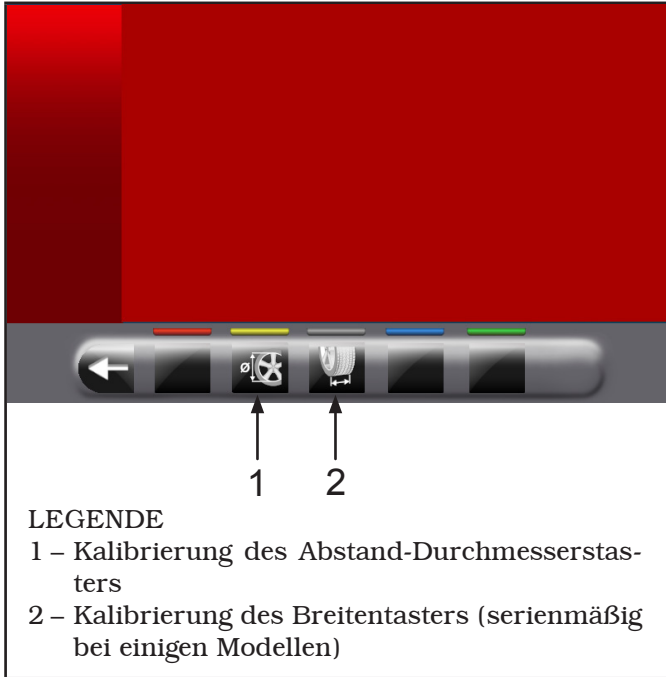 ø
1 2
LEGENDE
1 – Kalibrierung des Abstand-Durchmesserstas-
ters
2 – Kalibrierung des Breitentasters (serienmäßig
bei einigen Modellen)